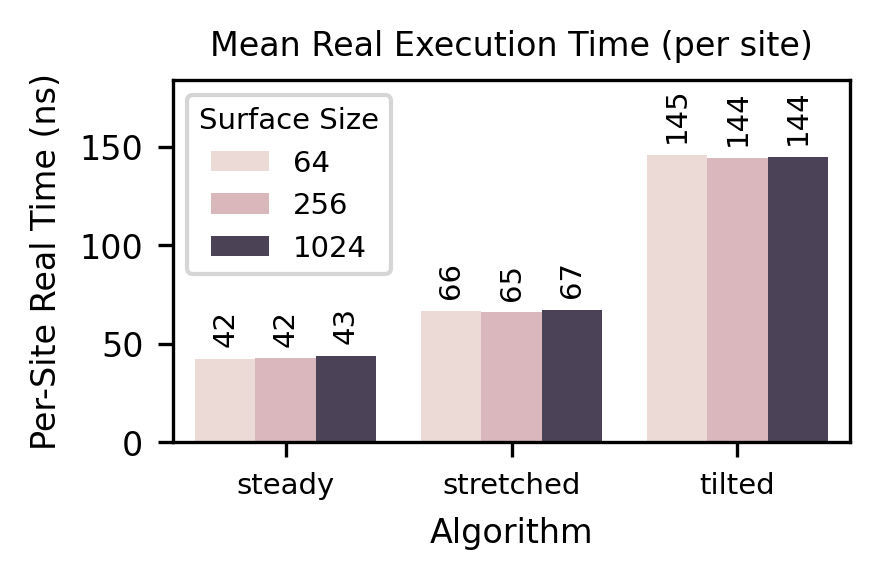 Mean Real Execution Time (per site)
Per-Site Real Time (ns)
150
100
50
0
Surface Size
64
256
1024
42
42
43
66
65
67
145
144
144
steady
stretched
tilted
Algorithm